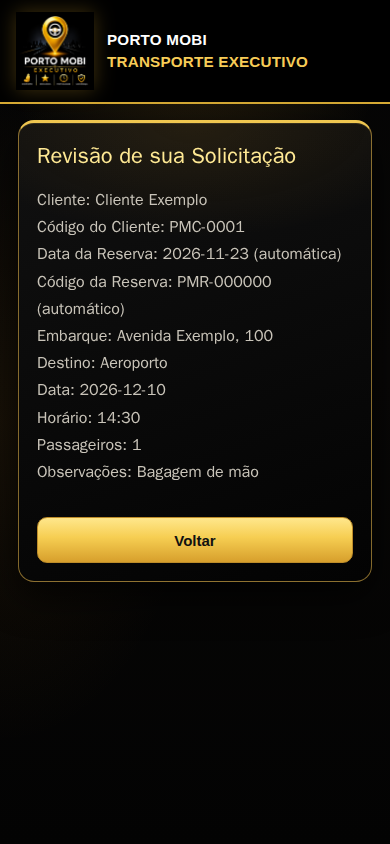 PORTO MOBI
EXECUTIVO
PORTO MOBI
TRANSPORTE EXECUTIVO
Revisão de sua Solicitação
Cliente: Cliente Exemplo
Código do Cliente: PMC-0001
Data da Reserva: 2026-11-23 (automática)
Código da Reserva: PMR-000000
(automático)
Embarque: Avenida Exemplo, 100
Destino: Aeroporto
Data: 2026-12-10
Horário: 14:30
Passageiros: 1
Observações: Bagagem de mão
Voltar